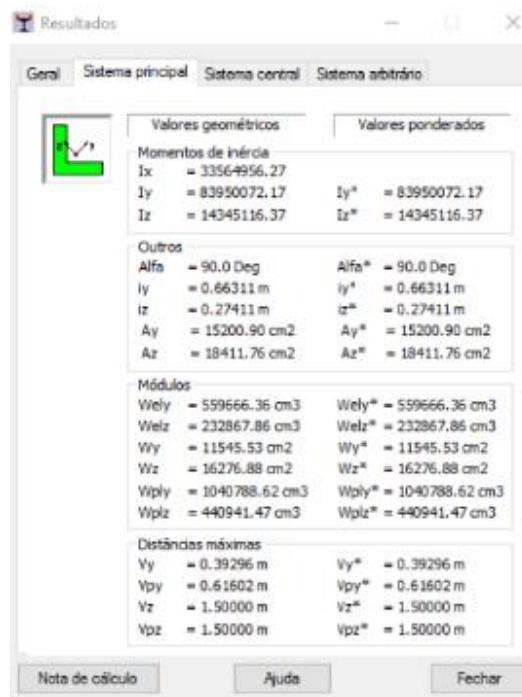 Resultados
Geral Sistema principal Sistema central Sistema arbitrário
Valores geométricos Valores ponderados
Momentos de inércia
Ix = 33564956.27
Iy = 83950072.17 Iy* = 83950072.17
Iz = 14345116.37 Iz* = 14345116.37
Outros
Alfa = 90.0 Deg Alfa* = 90.0 Deg
iy = 0.66311 m iy* = 0.66311 m
iz = 0.27411 m iz* = 0.27411 m
Ay = 15200.90 cm2 Ay* = 15200.90 cm2
Az = 18411.76 cm2 Az* = 18411.76 cm2
Módulos
Wely = 559666.36 cm3 Wely* = 559666.36 cm3
Welz = 232867.86 cm3 Welz* = 232867.86 cm3
Wy = 11545.53 cm2 Wy* = 11545.53 cm2
Wz = 16276.88 cm2 Wz* = 16276.88 cm2
Wply = 1040788.62 cm3 Wply* = 1040788.62 cm3
Wplz = 440941.47 cm3 Wplz* = 440941.47 cm3
Distâncias máximas
Vy = 0.39296 m Vy* = 0.39296 m
Vpy = 0.61602 m Vpy* = 0.61602 m
Vz = 1.50000 m Vz* = 1.50000 m
Vpz = 1.50000 m Vpz* = 1.50000 m
Nota de cálculo Ajuda Fechar